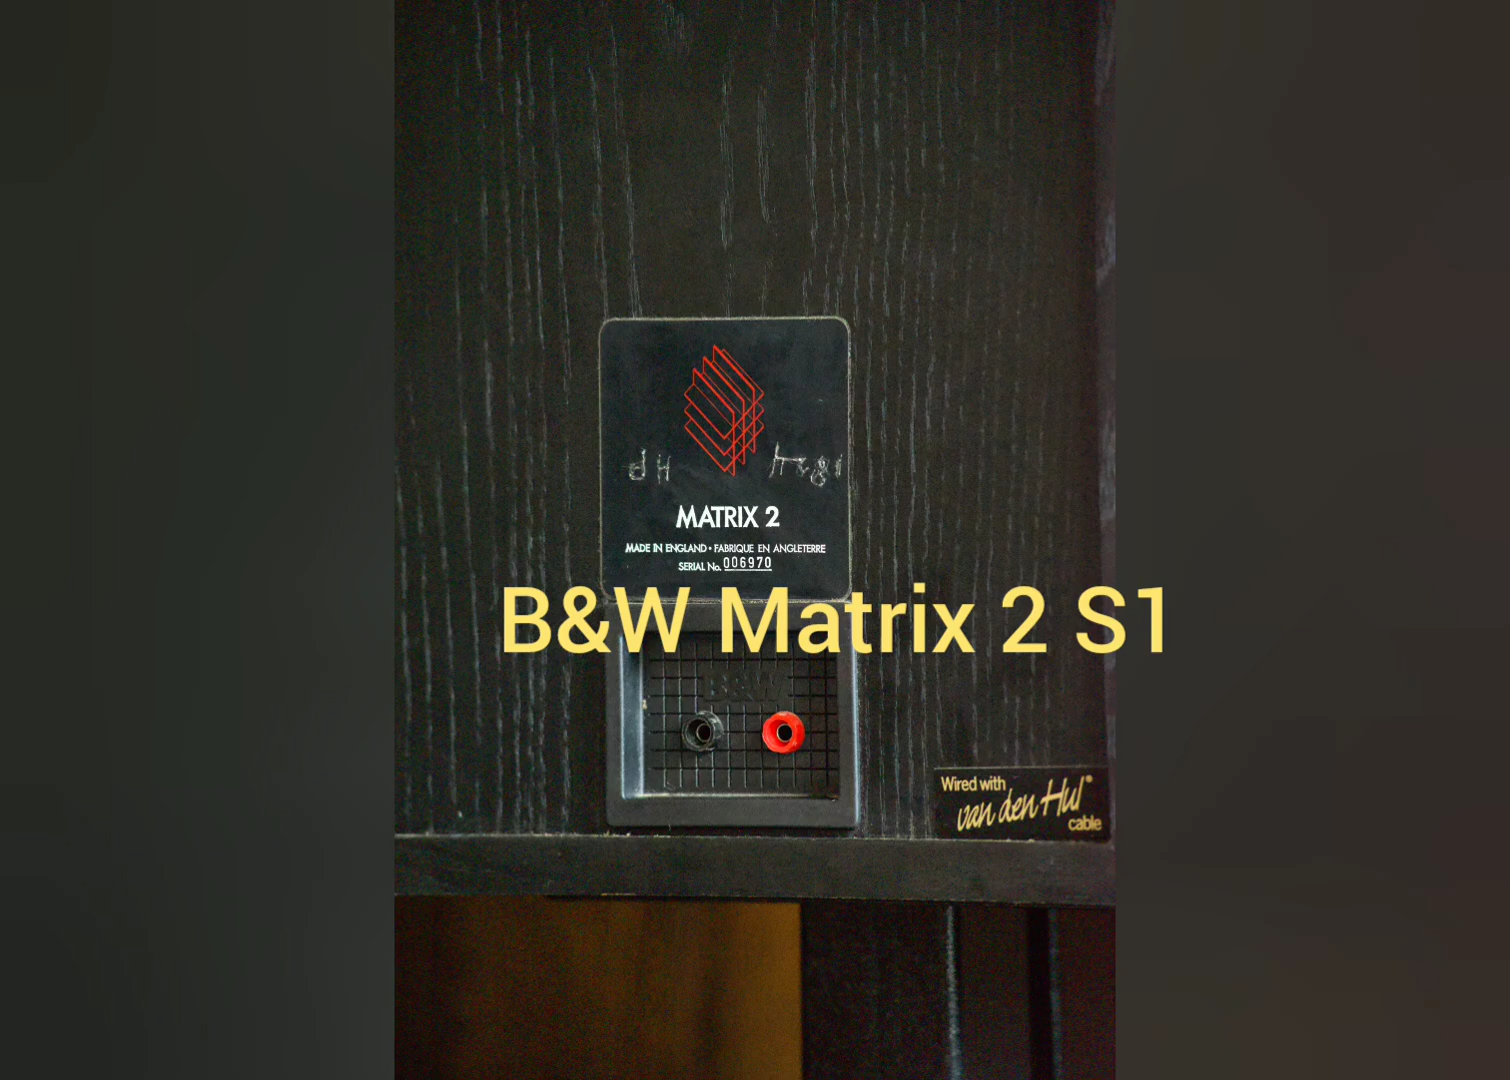 MATRIX 2
MADE IN ENGLAND • FABRIQUE EN ANGLETERRE
SERIAL No. 006970
B&W Matrix 2 S1
B&W
Wired with
van den Hul®
cable